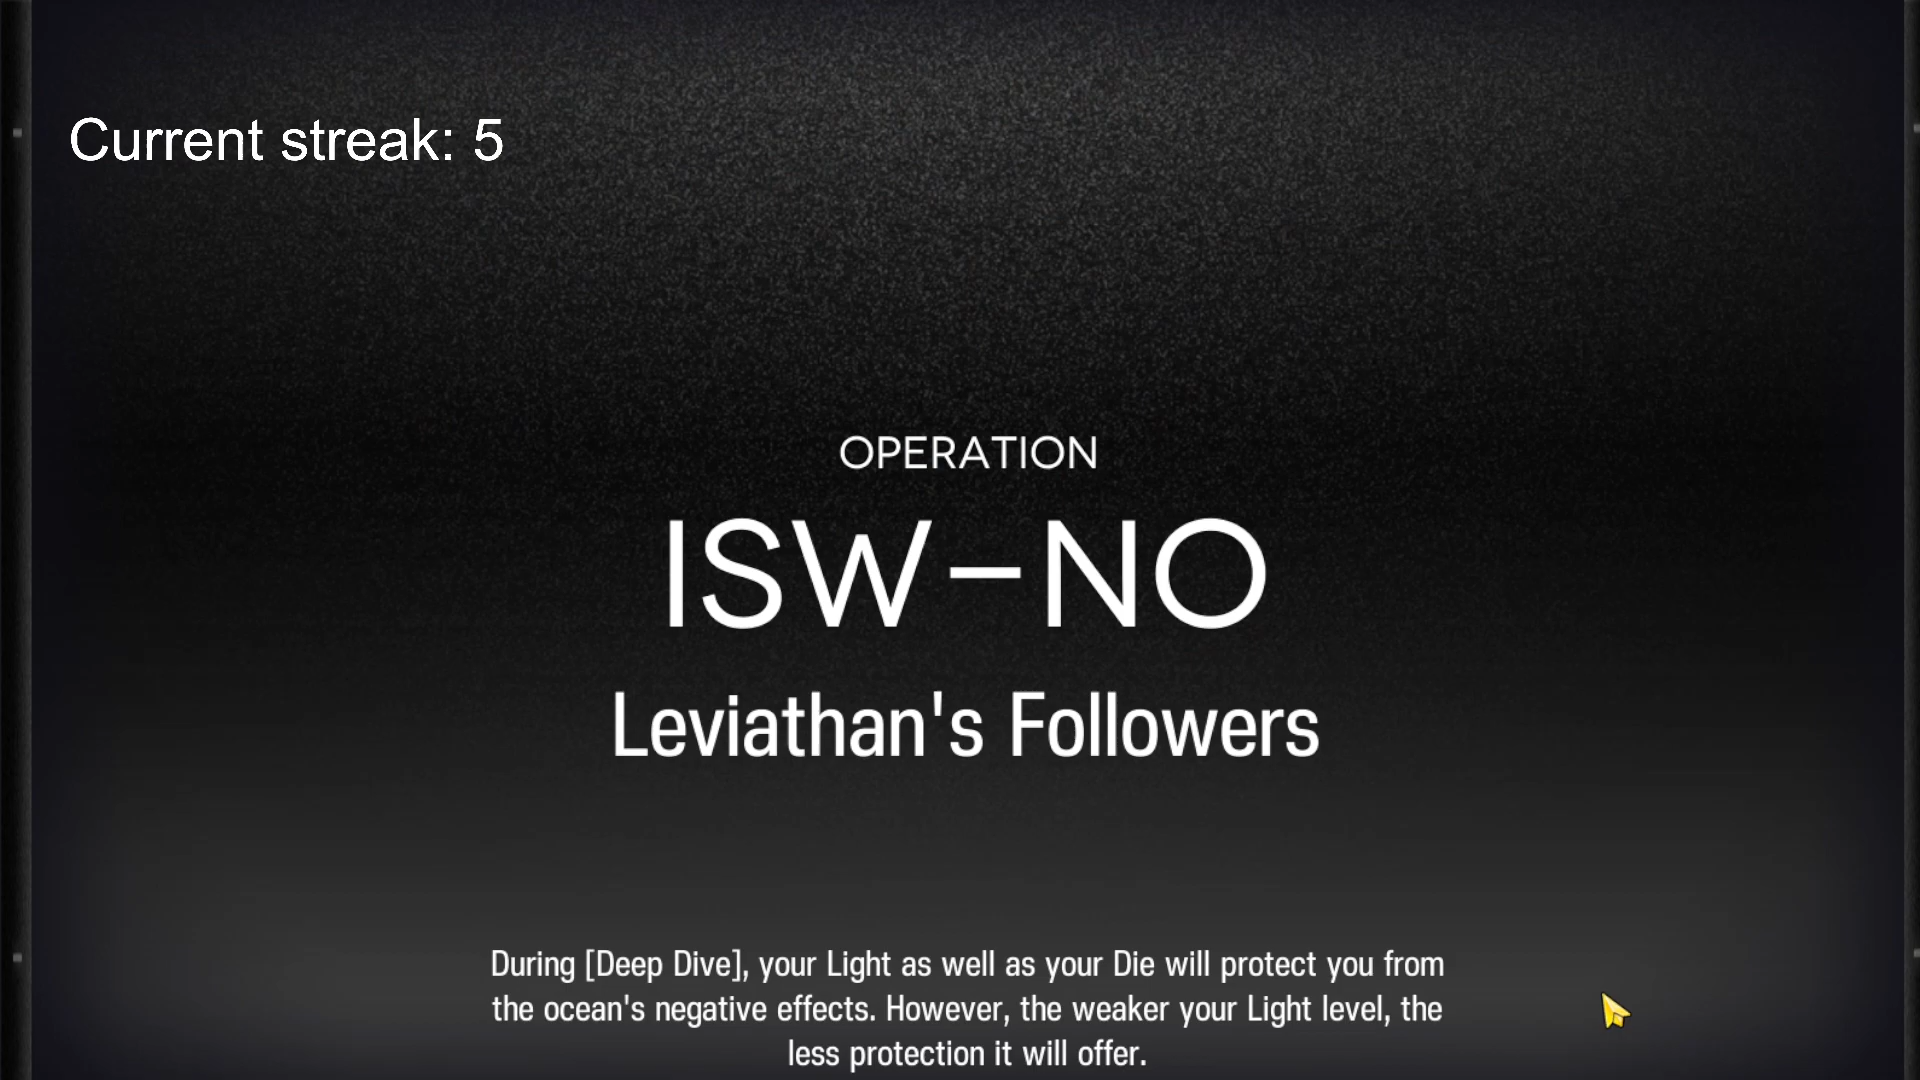 Current streak: 5
OPERATION
ISW-NO
Leviathan's Followers
During [Deep Dive], your Light as well as your Die will protect you from
the ocean's negative effects. However, the weaker your Light level, the
less protection it will offer.